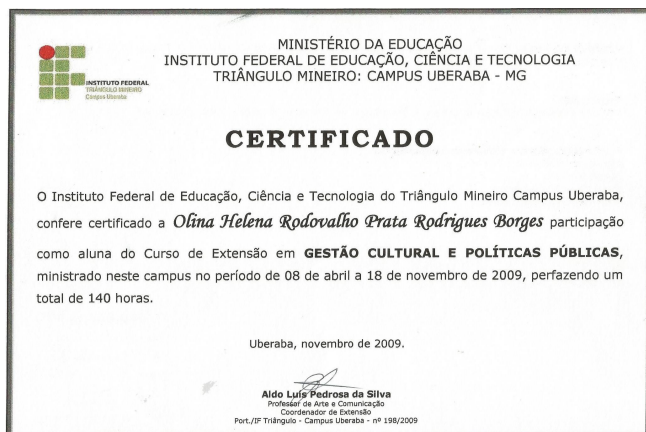 MINISTÉRIO DA EDUCAÇÃO
INSTITUTO FEDERAL DE EDUCAÇÃO, CIÊNCIA E TECNOLOGIA
TRIÂNGULO MINEIRO: CAMPUS UBERABA - MG
INSTITUTO FEDERAL
TRIÂNGULO MINEIRO
Campus Uberaba
CERTIFICADO
O Instituto Federal de Educação, Ciência e Tecnologia do Triângulo Mineiro Campus Uberaba,
confere certificado a Olina Helena Rodovalho Prata Rodrigues Borges participação
como aluna do Curso de Extensão em GESTÃO CULTURAL E POLÍTICAS PÚBLICAS,
ministrado neste campus no período de 08 de abril a 18 de novembro de 2009, perfazendo um
total de 140 horas.
Uberaba, novembro de 2009.
Aldo Luís Pedrosa da Silva
Professor de Arte e Comunicação
Coordenador de Extensão
Port./IF Triângulo - Campus Uberaba - nº 198/2009